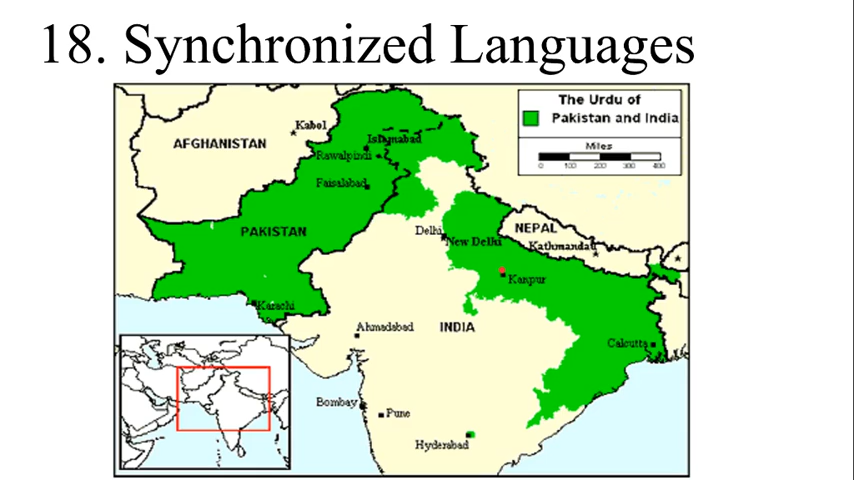 18. Synchronized Languages
The Urdu of
Pakistan and India
Miles
0 100 200 300 400
Kabol
AFGHANISTAN
Islamabad
Rawalpindi
Faisalabad
PAKISTAN
Delhi
New Delhi
NEPAL
Kathmandau
Kanpur
Karachi
Ahmadabad
INDIA
Calcutta
Bombay
Pune
Hyderabad